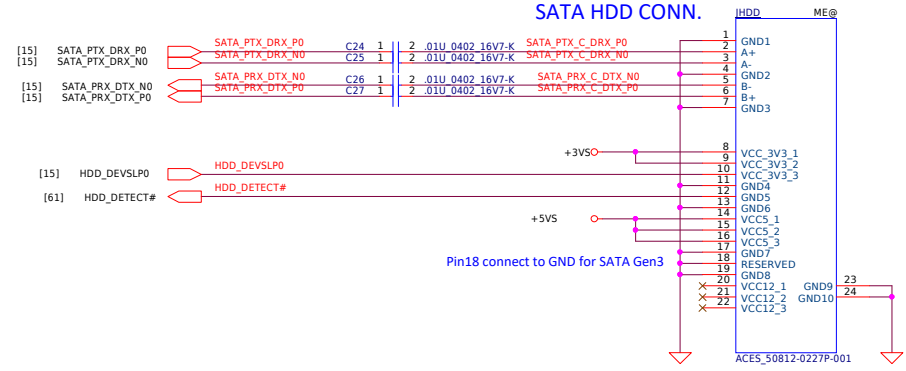 SATA HDD CONN.
JHDD ME@
[15] SATA_PTX_DRX_P0 SATA_PTX_DRX_P0 C24 1 2 .01U_0402_16V7-K SATA_PTX_C_DRX_P0
[15] SATA_PTX_DRX_N0 SATA_PTX_DRX_N0 C25 1 2 .01U_0402_16V7-K SATA_PTX_C_DRX_N0
[15] SATA_PRX_DTX_N0 SATA_PRX_DTX_N0 C26 1 2 .01U_0402_16V7-K SATA_PRX_C_DTX_N0
[15] SATA_PRX_DTX_P0 SATA_PRX_DTX_P0 C27 1 2 .01U_0402_16V7-K SATA_PRX_C_DTX_P0
1 GND1
2 A+
3 A-
4 GND2
5 B-
6 B+
7 GND3
+3VS
[15] HDD_DEVSLP0 HDD_DEVSLP0
[61] HDD_DETECT# HDD_DETECT#
+5VS
Pin18 connect to GND for SATA Gen3
8 VCC_3V3_1
9 VCC_3V3_2
10 VCC_3V3_3
11 GND4
12 GND5
13 GND6
14 VCC5_1
15 VCC5_2
16 VCC5_3
17 GND7
18 RESERVED
19 GND8
20 VCC12_1 GND9 23
21 VCC12_2 GND10 24
22 VCC12_3
ACES_50812-0227P-001